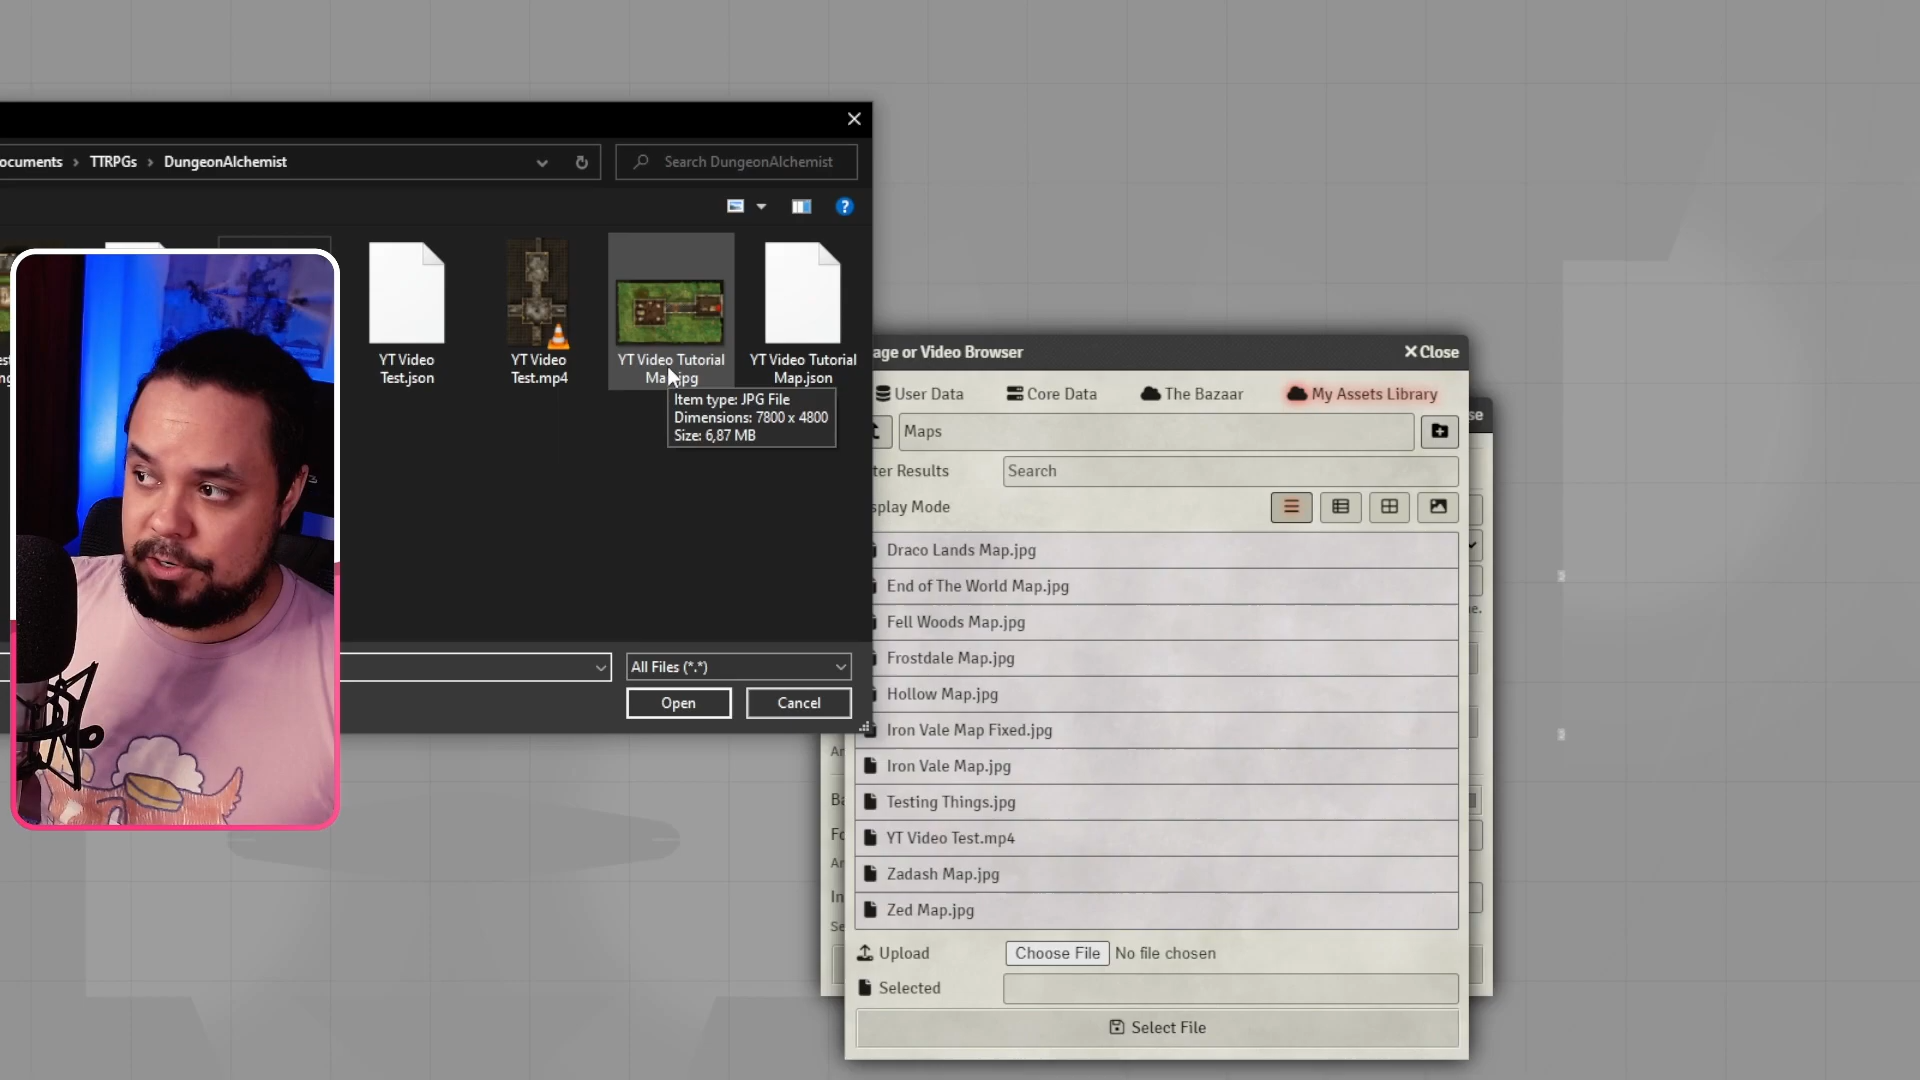 ocuments > TTRPGs > DungeonAlchemist
Search DungeonAlchemist
?
YT Video
Test.json
YT Video
Test.mp4
YT Video Tutorial
Map.jpg
YT Video Tutorial
Map.json
Item type: JPG File
Dimensions: 7800 x 4800
Size: 6,87 MB
All Files (*.*)
Open
Cancel
age or Video Browser
Close
User Data
Core Data
The Bazaar
My Assets Library
Maps
ter Results
Search
splay Mode
Draco Lands Map.jpg
End of The World Map.jpg
Fell Woods Map.jpg
Frostdale Map.jpg
Hollow Map.jpg
Iron Vale Map Fixed.jpg
Iron Vale Map.jpg
Testing Things.jpg
YT Video Test.mp4
Zadash Map.jpg
Zed Map.jpg
Upload
Choose File
No file chosen
Selected
Select File